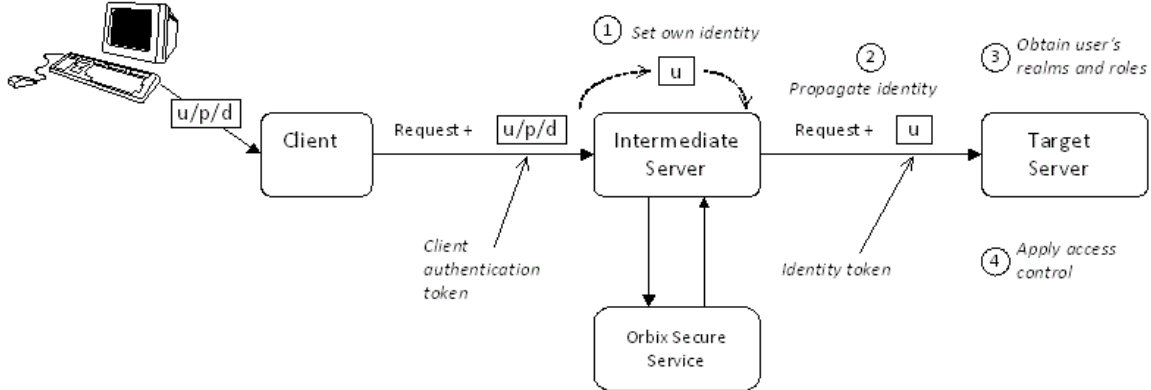 1 Set own identity
u
2
Propagate identity
3 Obtain user's
realms and roles
u/p/d
Client
Request +
u/p/d
Intermediate
Server
Request +
u
Target
Server
Client
authentication
token
Identity token
4 Apply access
control
Orbix Secure
Service